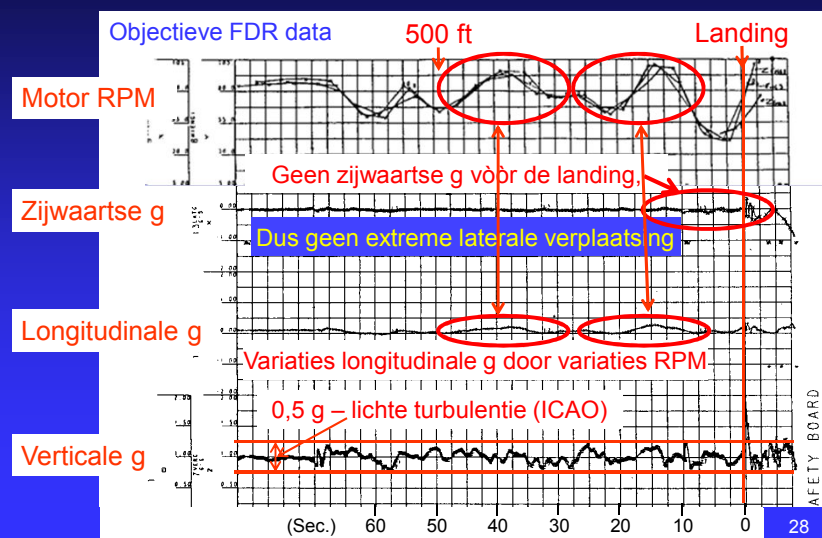 Objectieve FDR data
500 ft
Landing
Motor RPM
Geen zijwaartse g vòòr de landing,
Zijwaartse g
Dus geen extreme laterale verplaatsing
Longitudinale g
Variaties longitudinale g door variaties RPM
0,5 g – lichte turbulentie (ICAO)
Verticale g
AFETY BOARD
(Sec.) 60 50 40 30 20 10 0
28